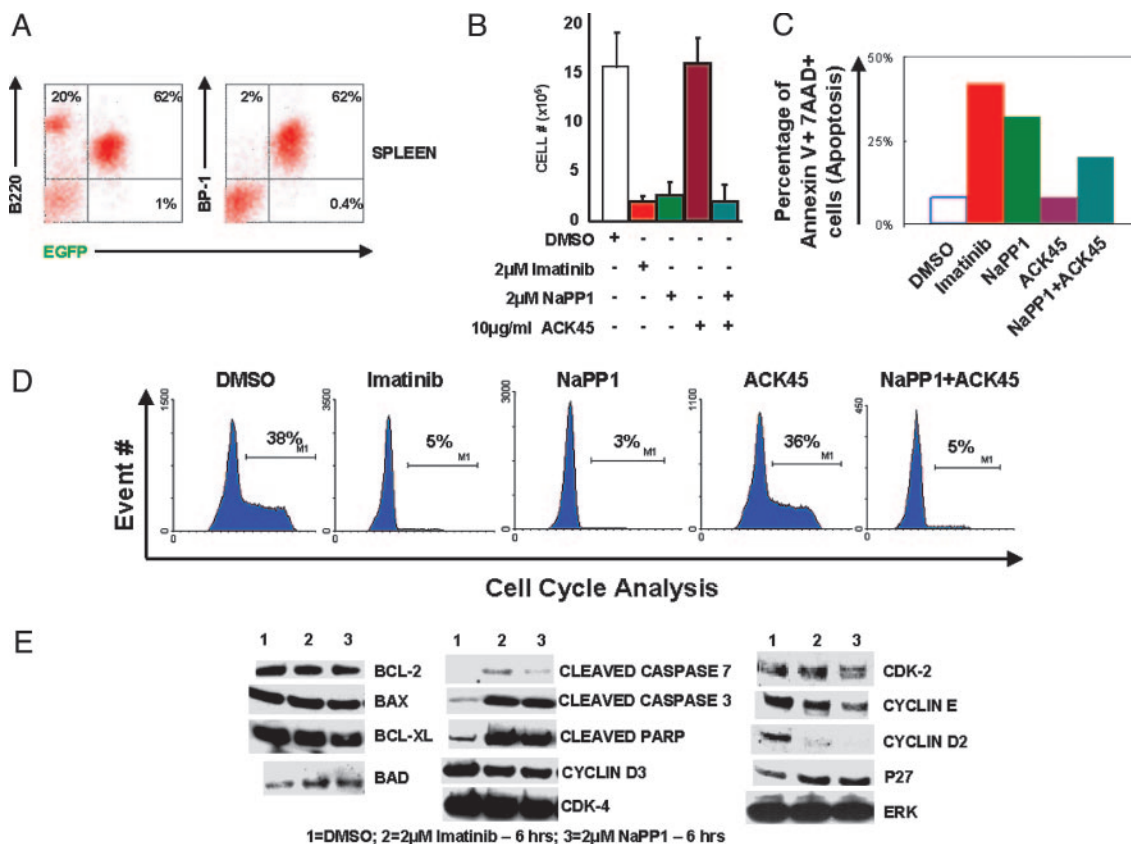 A
B220
20%
62%
1%
EGFP
BP-1
2%
62%
0.4%
SPLEEN
B
CELL # (x10⁶)
20
15
10
5
0
DMSO + - - - -
2µM Imatinib - + - - -
2µM NaPP1 - - + - +
10µg/ml ACK45 - - - + +
C
Percentage of
Annexin V+ 7AAD+
cells (Apoptosis)
50%
25%
0%
DMSO
Imatinib
NaPP1
ACK45
NaPP1+ACK45
D
Event #
DMSO
1500
0
38%
M1
Imatinib
3500
0
5%
M1
NaPP1
3000
0
3%
M1
ACK45
1100
0
36%
M1
NaPP1+ACK45
450
0
5%
M1
Cell Cycle Analysis
E
1 2 3
BCL-2
BAX
BCL-XL
BAD
1 2 3
CLEAVED CASPASE 7
CLEAVED CASPASE 3
CLEAVED PARP
CYCLIN D3
CDK-4
1 2 3
CDK-2
CYCLIN E
CYCLIN D2
P27
ERK
1=DMSO; 2=2µM Imatinib – 6 hrs; 3=2µM NaPP1 – 6 hrs